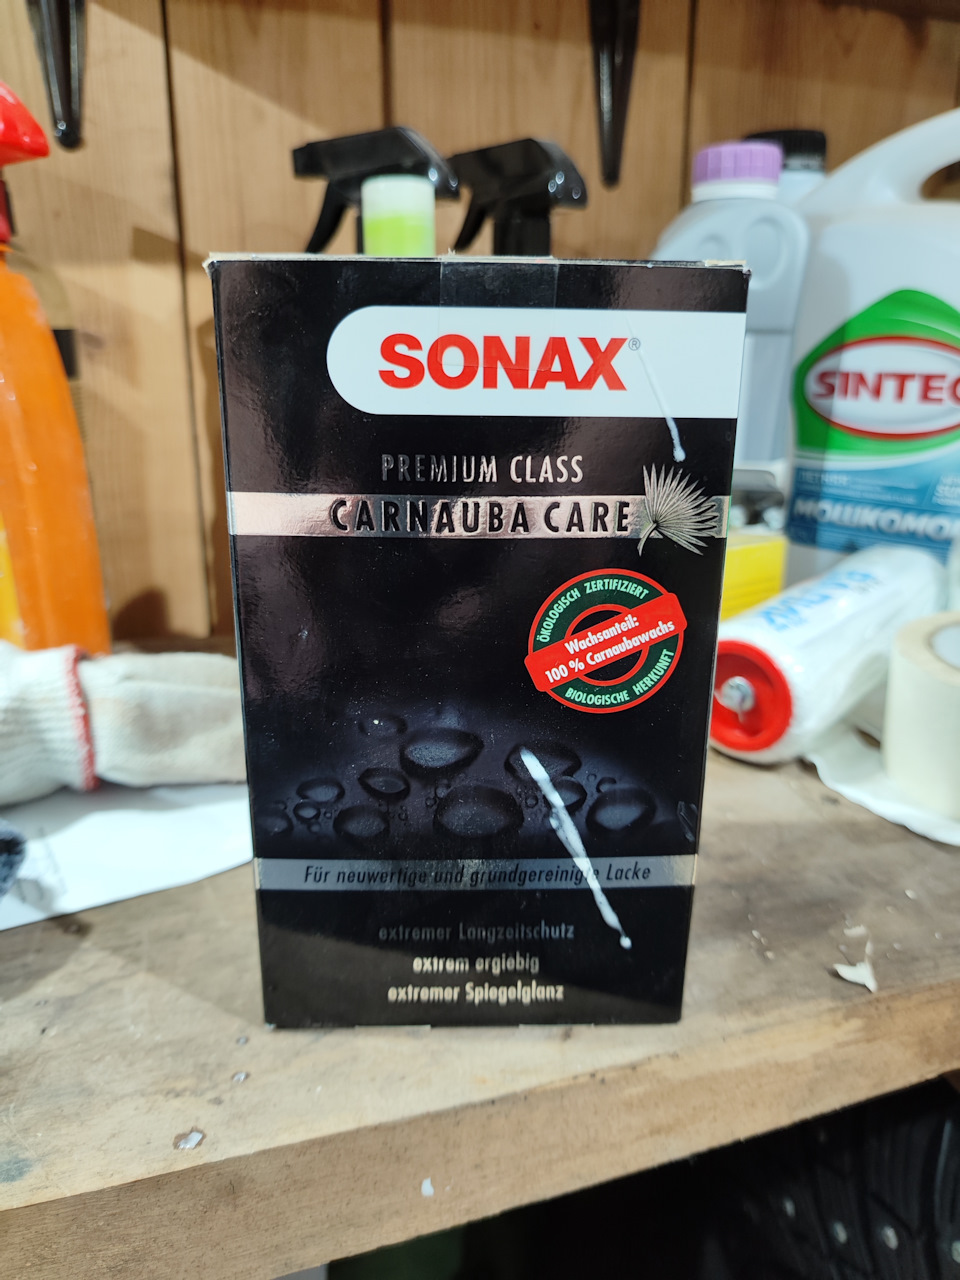 SONAX®
PREMIUM CLASS
CARNAUBA CARE
ÖKOLOGISCH ZERTIFIZIERT
Wachsanteil:
100 % Carnaubawachs
BIOLOGISCHE HERKUNFT
Für neuwertige und grundgereinigte Lacke
extremer Langzeitschutz
extrem ergiebig
extremer Spiegelglanz
SINTEC
ЛЕТНЯЯ